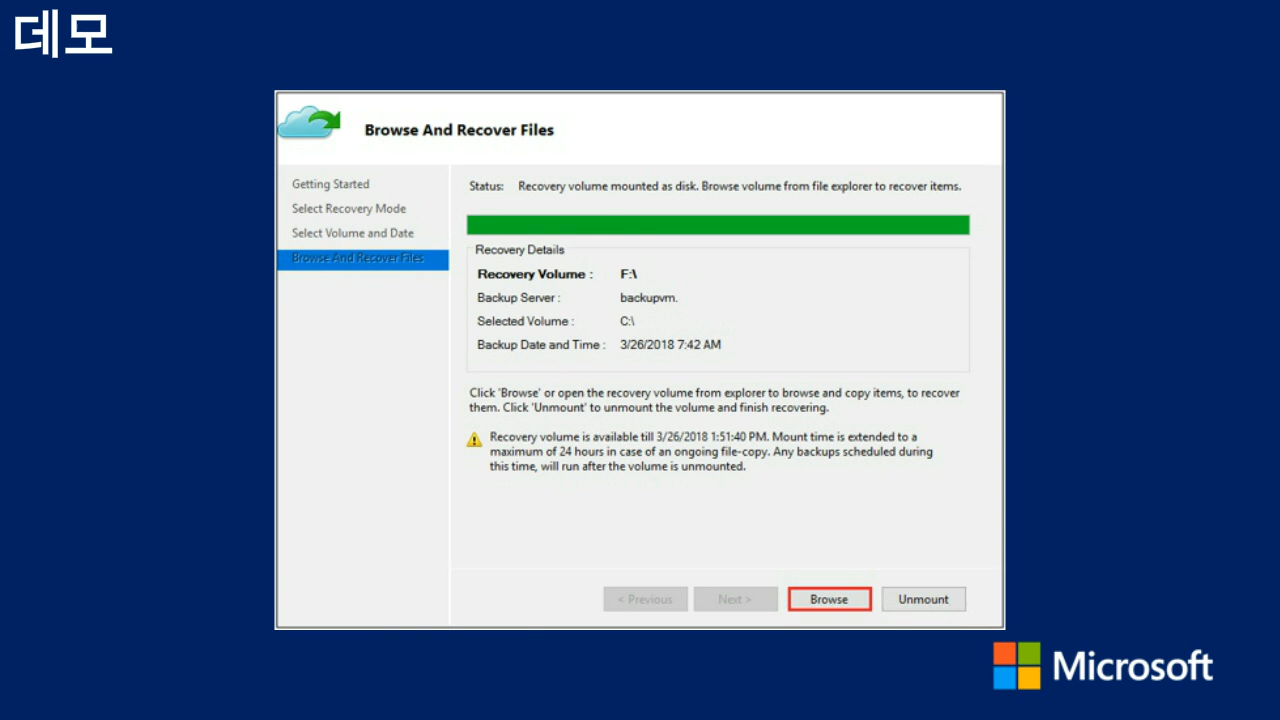 데모
Browse And Recover Files
Getting Started
Select Recovery Mode
Select Volume and Date
Browse And Recover Files
Status: Recovery volume mounted as disk. Browse volume from file explorer to recover items.
Recovery Details
Recovery Volume : F:\
Backup Server : backupvm.
Selected Volume : C:\
Backup Date and Time : 3/26/2018 7:42 AM
Click 'Browse' or open the recovery volume from explorer to browse and copy items, to recover
them. Click 'Unmount' to unmount the volume and finish recovering.
Recovery volume is available till 3/26/2018 1:51:40 PM. Mount time is extended to a
maximum of 24 hours in case of an ongoing file-copy. Any backups scheduled during
this time, will run after the volume is unmounted.
< Previous Next > Browse Unmount
Microsoft